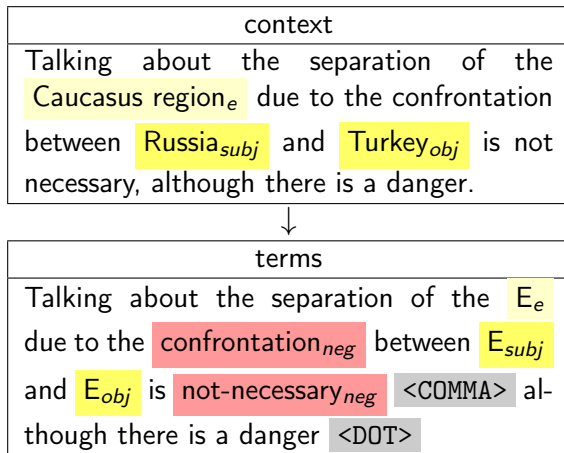 context
Talking about the separation of the
Caucasus region_e due to the confrontation
between Russia_subj and Turkey_obj is not
necessary, although there is a danger.
↓
terms
Talking about the separation of the E_e
due to the confrontation_neg between E_subj
and E_obj is not-necessary_neg <COMMA> al-
though there is a danger <DOT>